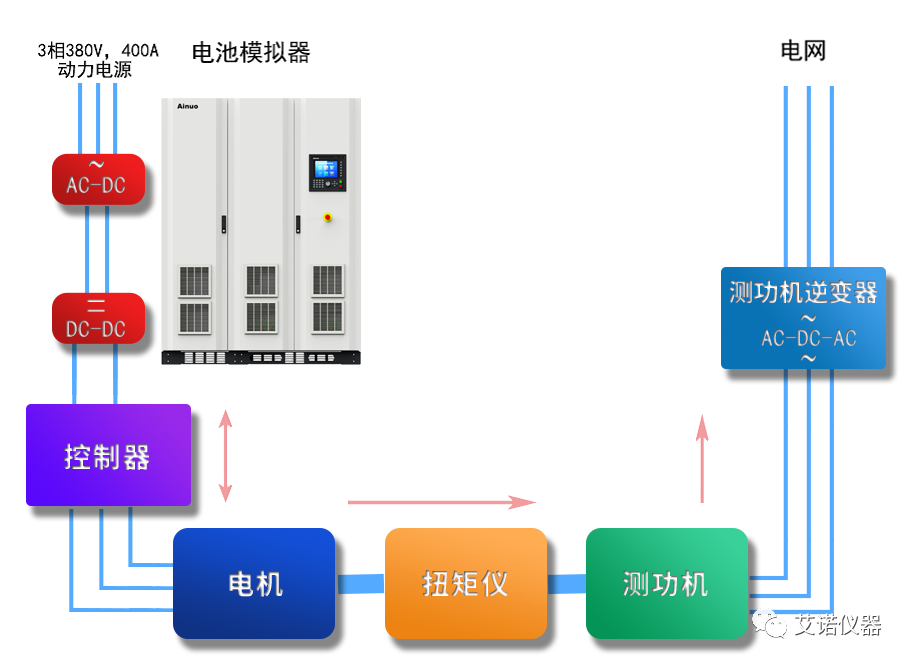 3相380V，400A
动力电源
电池模拟器
电网
Ainuo
~
AC-DC
DC-DC
测功机逆变器
~
AC-DC-AC
~
控制器
电机
扭矩仪
测功机
艾诺仪器